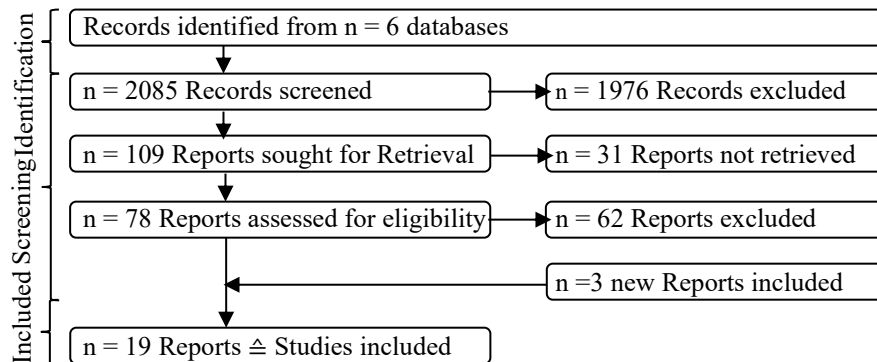 Identification
Screening
Included
Records identified from n = 6 databases
n = 2085 Records screened
n = 1976 Records excluded
n = 109 Reports sought for Retrieval
n = 31 Reports not retrieved
n = 78 Reports assessed for eligibility
n = 62 Reports excluded
n =3 new Reports included
n = 19 Reports ≙ Studies included